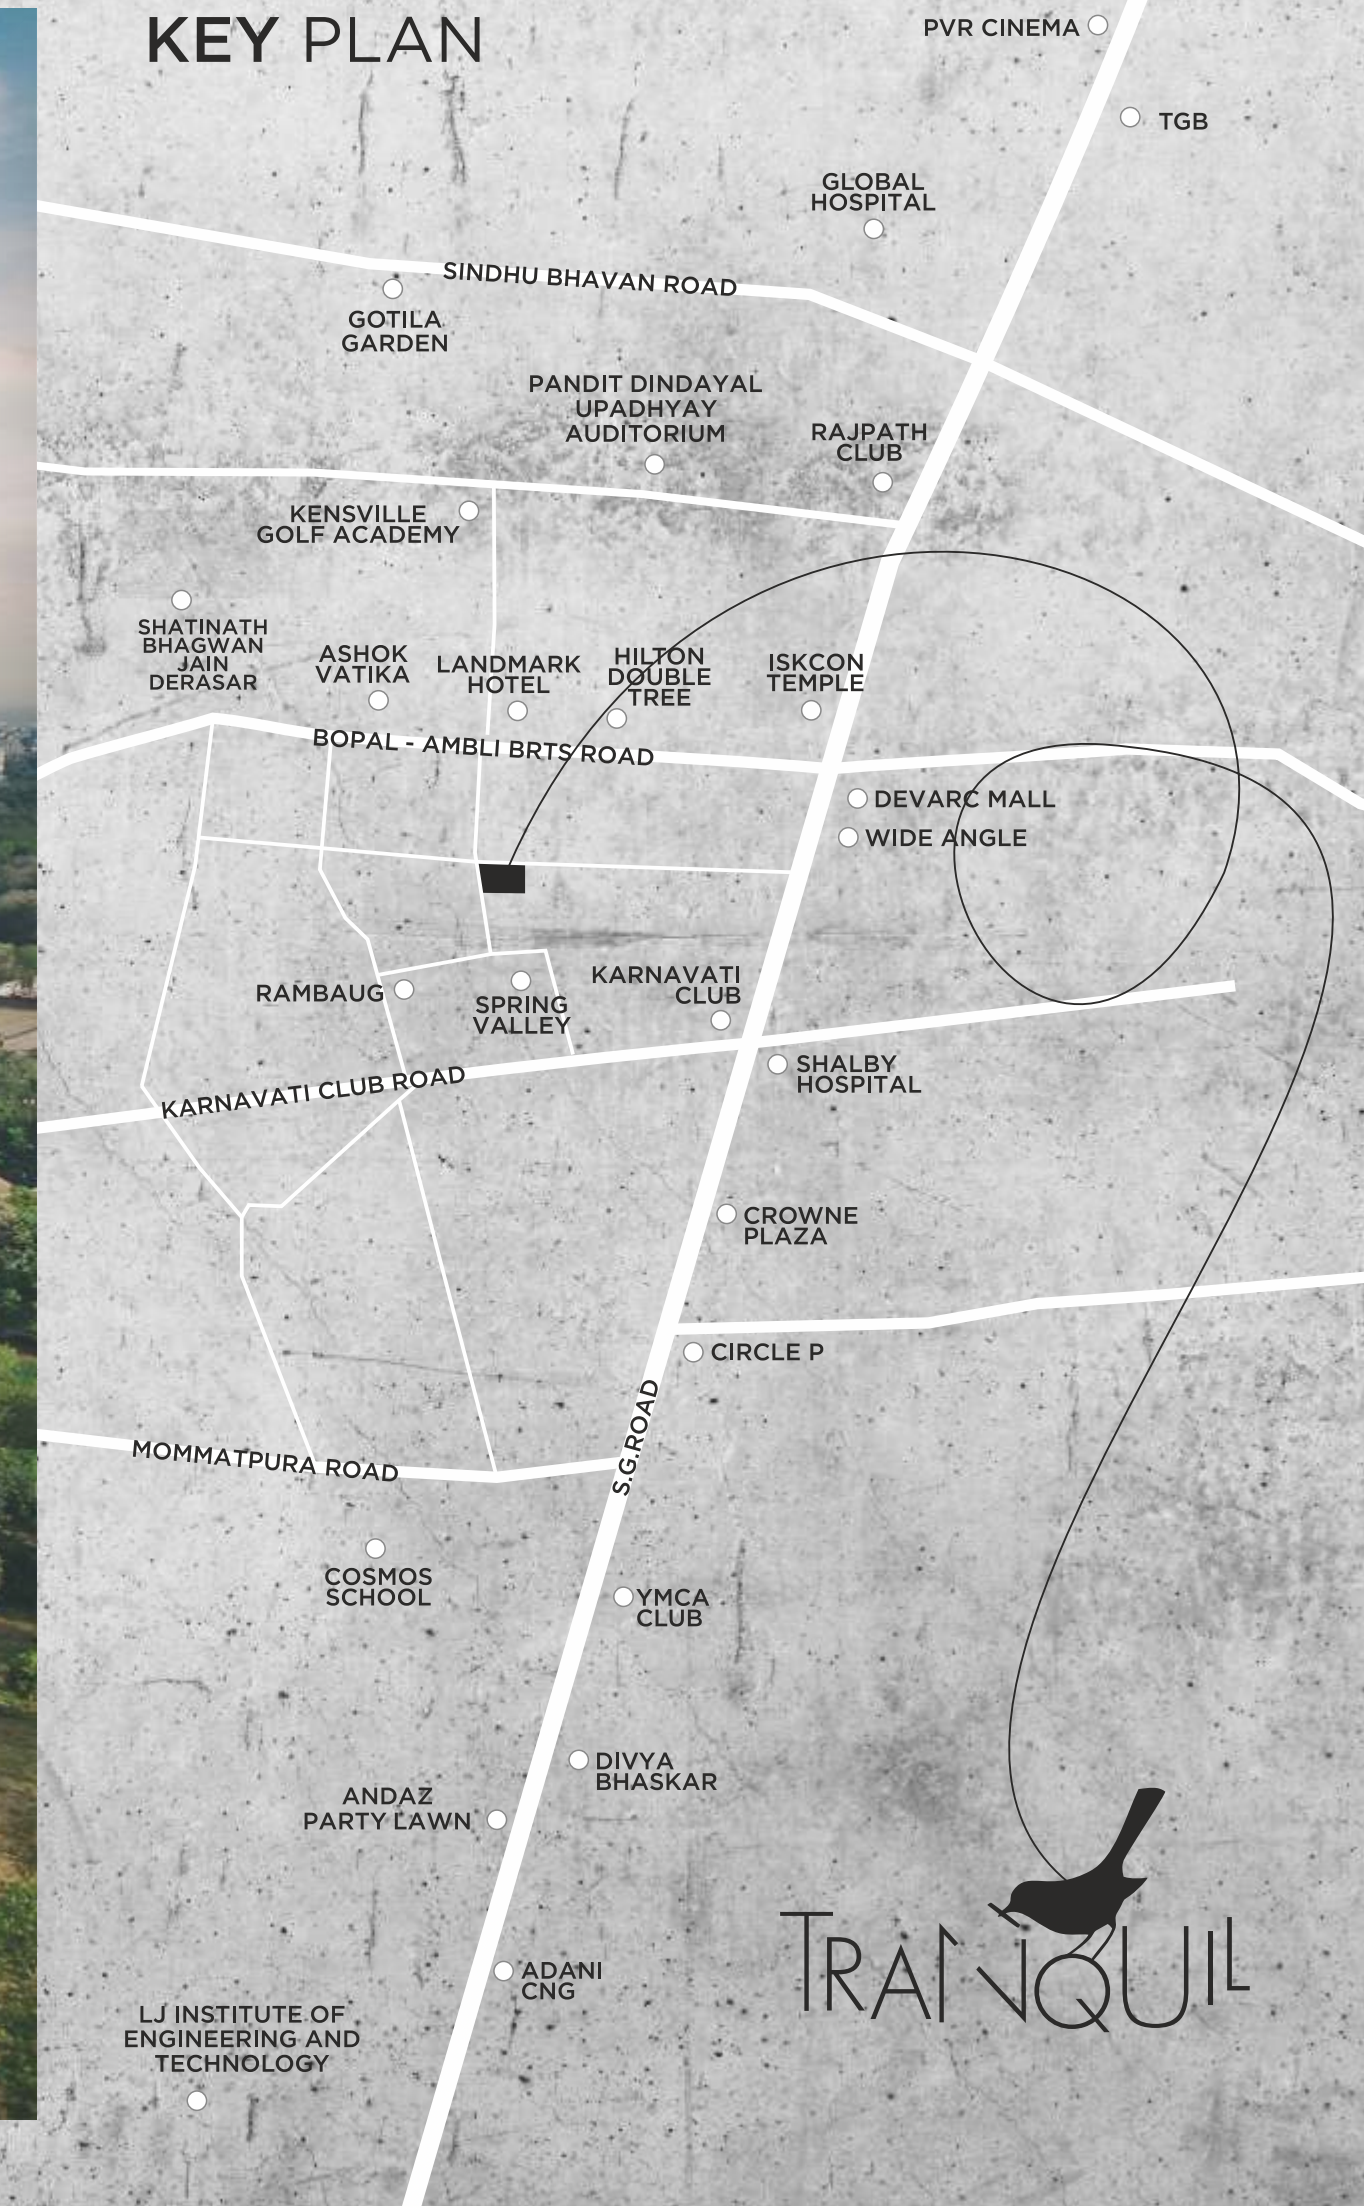 KEY PLAN
PVR CINEMA
TGB
GLOBAL
HOSPITAL
SINDHU BHAVAN ROAD
GOTILA
GARDEN
PANDIT DINDAYAL
UPADHYAY
AUDITORIUM
RAJPATH
CLUB
KENSVILLE
GOLF ACADEMY
SHATINATH
BHAGWAN
JAIN
DERASAR
ASHOK
VATIKA
LANDMARK
HOTEL
HILTON
DOUBLE
TREE
ISKCON
TEMPLE
BOPAL - AMBLI BRTS ROAD
DEVARC MALL
WIDE ANGLE
RAMBAUG
SPRING
VALLEY
KARNAVATI
CLUB
SHALBY
HOSPITAL
KARNAVATI CLUB ROAD
CROWNE
PLAZA
CIRCLE P
S.G.ROAD
MOMMATPURA ROAD
COSMOS
SCHOOL
YMCA
CLUB
DIVYA
BHASKAR
ANDAZ
PARTY LAWN
ADANI
CNG
TRANQUIL
LJ INSTITUTE OF
ENGINEERING AND
TECHNOLOGY